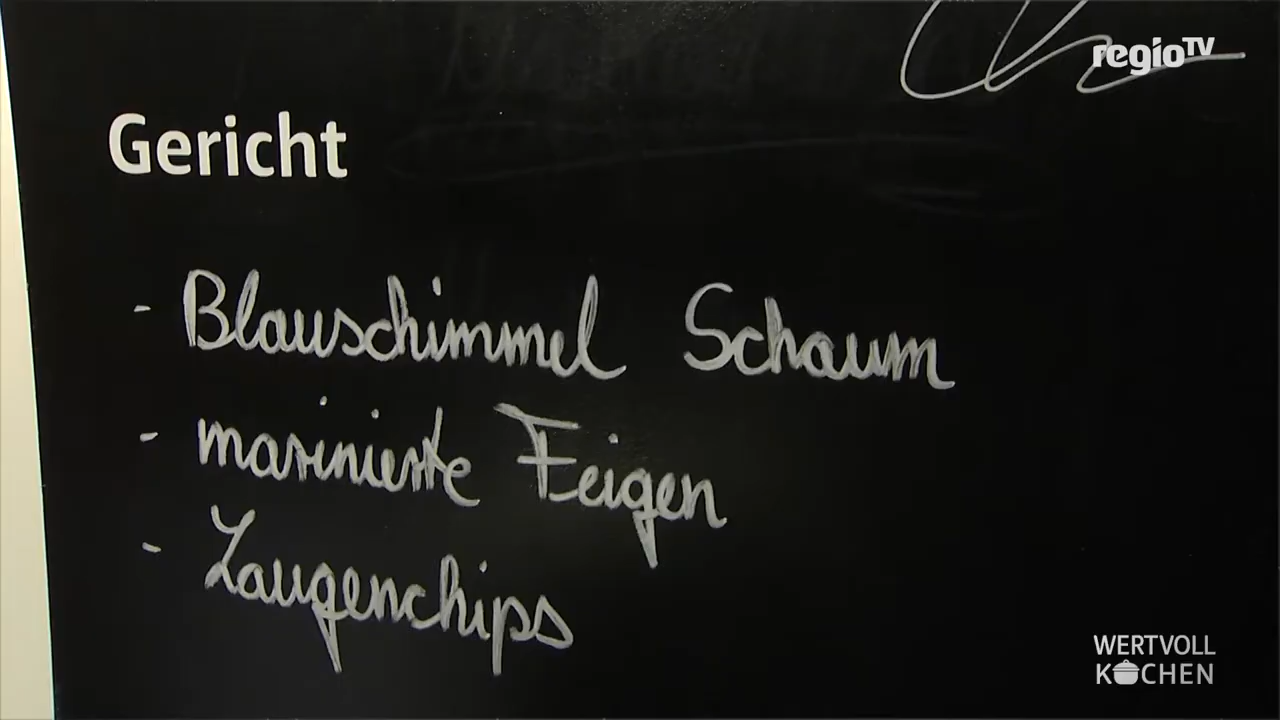 regioTV
Gericht
- Blauschimmel Schaum
- marinierte Feigen
- Laugenchips
WERTVOLL
KOCHEN